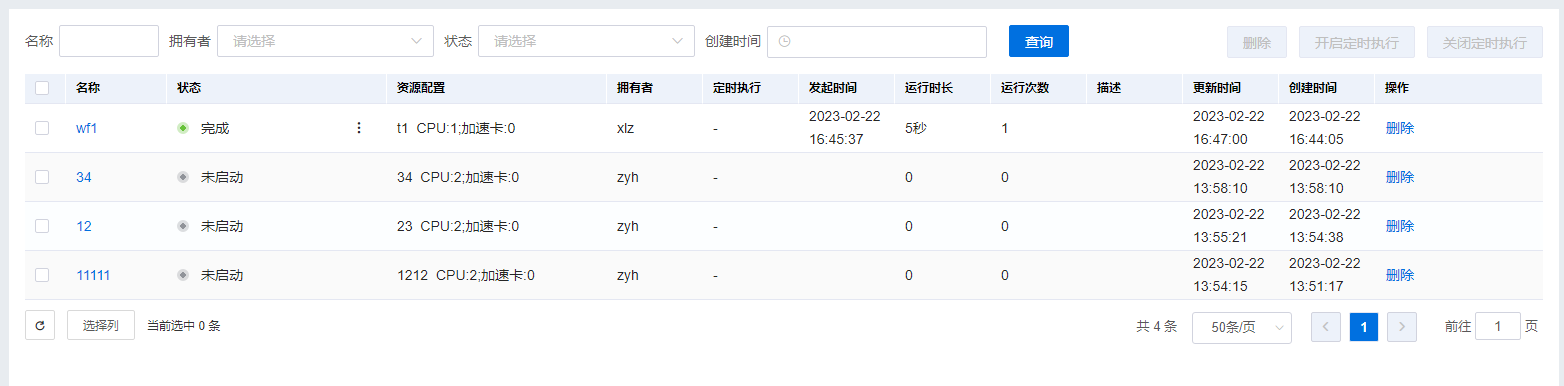 名称 拥有者 请选择 状态 请选择 创建时间 查询 删除 开启定时执行 关闭定时执行
名称 状态 资源配置 拥有者 定时执行 发起时间 运行时长 运行次数 描述 更新时间 创建时间 操作
wf1 完成 t1 CPU:1;加速卡:0 xlz - 2023-02-22 16:45:37 5秒 1 2023-02-22 16:47:00 2023-02-22 16:44:05 删除
34 未启动 34 CPU:2;加速卡:0 zyh - 0 0 2023-02-22 13:58:10 2023-02-22 13:58:10 删除
12 未启动 23 CPU:2;加速卡:0 zyh - 0 0 2023-02-22 13:55:21 2023-02-22 13:54:38 删除
11111 未启动 1212 CPU:2;加速卡:0 zyh - 0 0 2023-02-22 13:54:15 2023-02-22 13:51:17 删除
选择列 当前选中 0 条 共 4 条 50条/页 1 前往 1 页